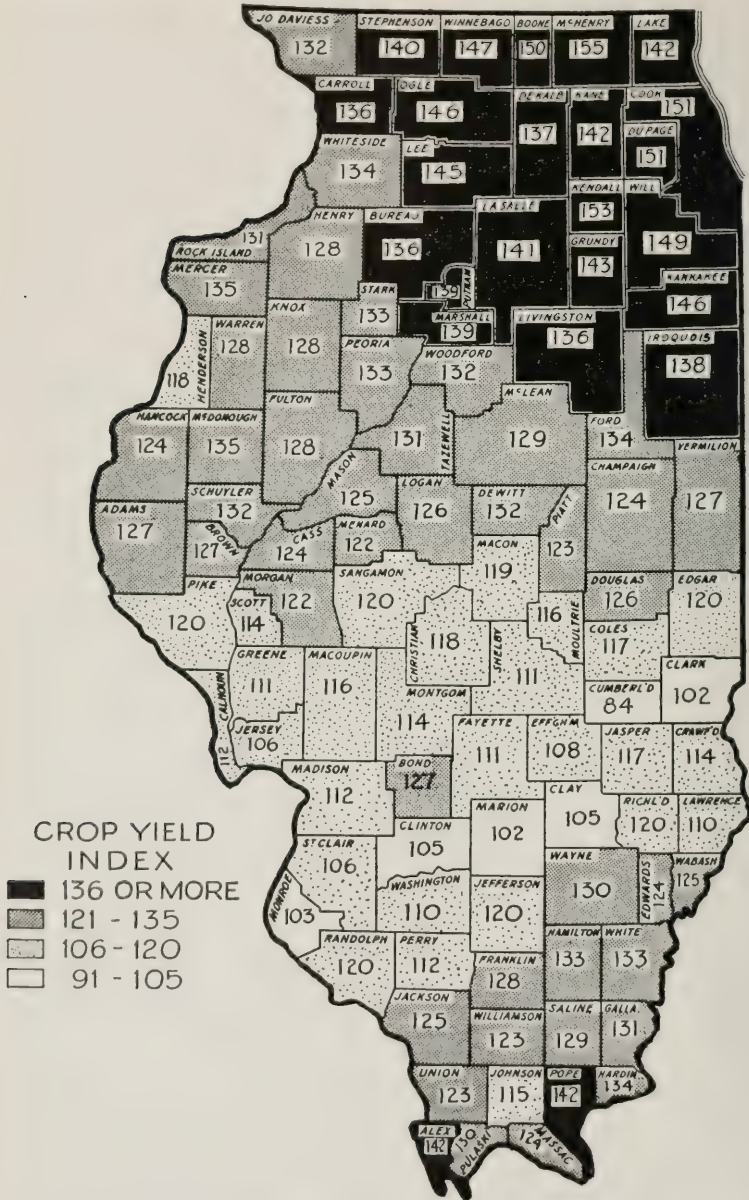 JO DAVIESS
132
STEPHENSON
140
WINNEBAGO
147
BOONE
150
McHENRY
155
LAKE
142
CARROLL
136
OGLE
146
DEKALB
137
KANE
142
COOK
151
DUPAGE
151
WHITESIDE
134
LEE
145
KENDALL
153
WILL
149
ROCK ISLAND
131
HENRY
128
BUREAU
136
LASALLE
141
GRUNDY
143
KANKAKEE
146
MERCER
135
STARK
133
PUTNAM
139
MARSHALL
139
LIVINGSTON
136
IROQUOIS
138
HENDERSON
118
WARREN
128
KNOX
128
PEORIA
133
WOODFORD
132
HANCOCK
124
McDONOUGH
135
FULTON
128
TAZEWELL
131
McLEAN
129
FORD
134
VERMILION
127
ADAMS
127
SCHUYLER
132
MASON
125
LOGAN
126
DEWITT
132
PIATT
123
CHAMPAIGN
124
BROWN
127
CASS
124
MENARD
122
MACON
119
DOUGLAS
126
EDGAR
120
PIKE
120
SCOTT
114
MORGAN
122
SANGAMON
120
CHRISTIAN
118
MOULTRIE
116
COLES
117
CALHOUN
112
GREENE
111
MACOUPIN
116
MONTGOM
114
SHELBY
111
CUMBERL'D
84
CLARK
102
JERSEY
106
MADISON
112
BOND
127
FAYETTE
111
EFFGHM
108
JASPER
117
CRAWF'D
114
ST CLAIR
106
CLINTON
105
MARION
102
CLAY
105
RICHL'D
120
LAWRENCE
110
MONROE
103
WASHINGTON
110
JEFFERSON
120
WAYNE
130
EDWARDS
124
WABASH
125
RANDOLPH
120
PERRY
112
FRANKLIN
128
HAMILTON
133
WHITE
133
JACKSON
125
WILLIAMSON
123
SALINE
129
GALLA.
131
UNION
123
JOHNSON
115
POPE
142
HARDIN
134
ALEX
142
PULASKI
130
MASSAC
124
CROP YIELD
INDEX
136 OR MORE
121 - 135
106 - 120
91 - 105